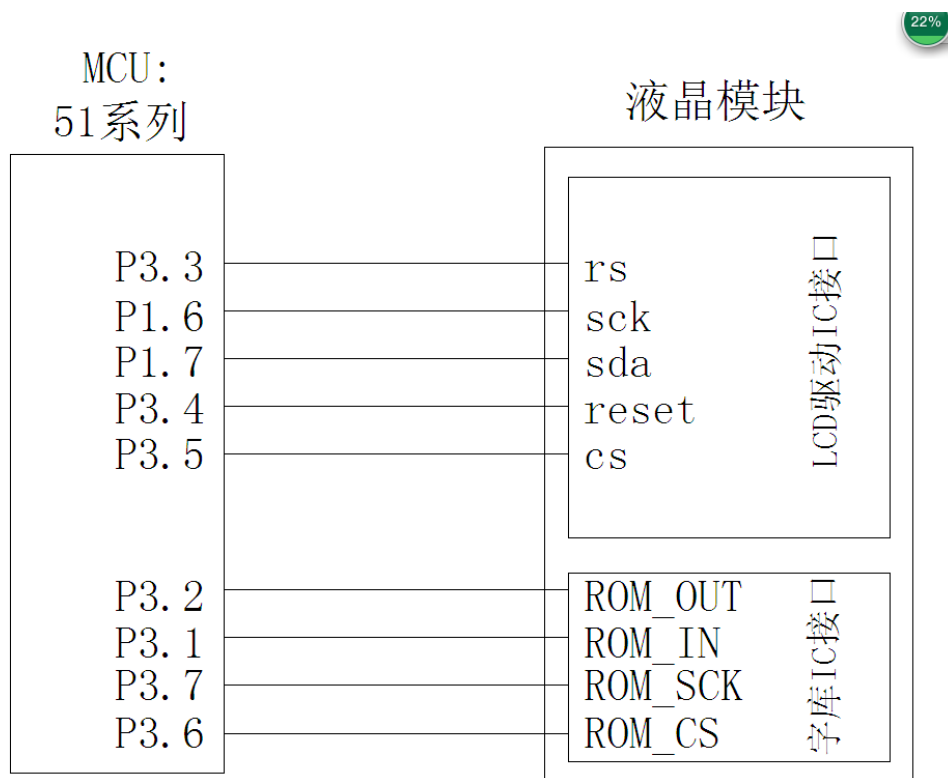 22%
MCU:
51系列
液晶模块
P3.3
P1.6
P1.7
P3.4
P3.5
P3.2
P3.1
P3.7
P3.6
rs
sck
sda
reset
cs
LCD驱动IC接口
ROM_OUT
ROM_IN
ROM_SCK
ROM_CS
字库IC接口